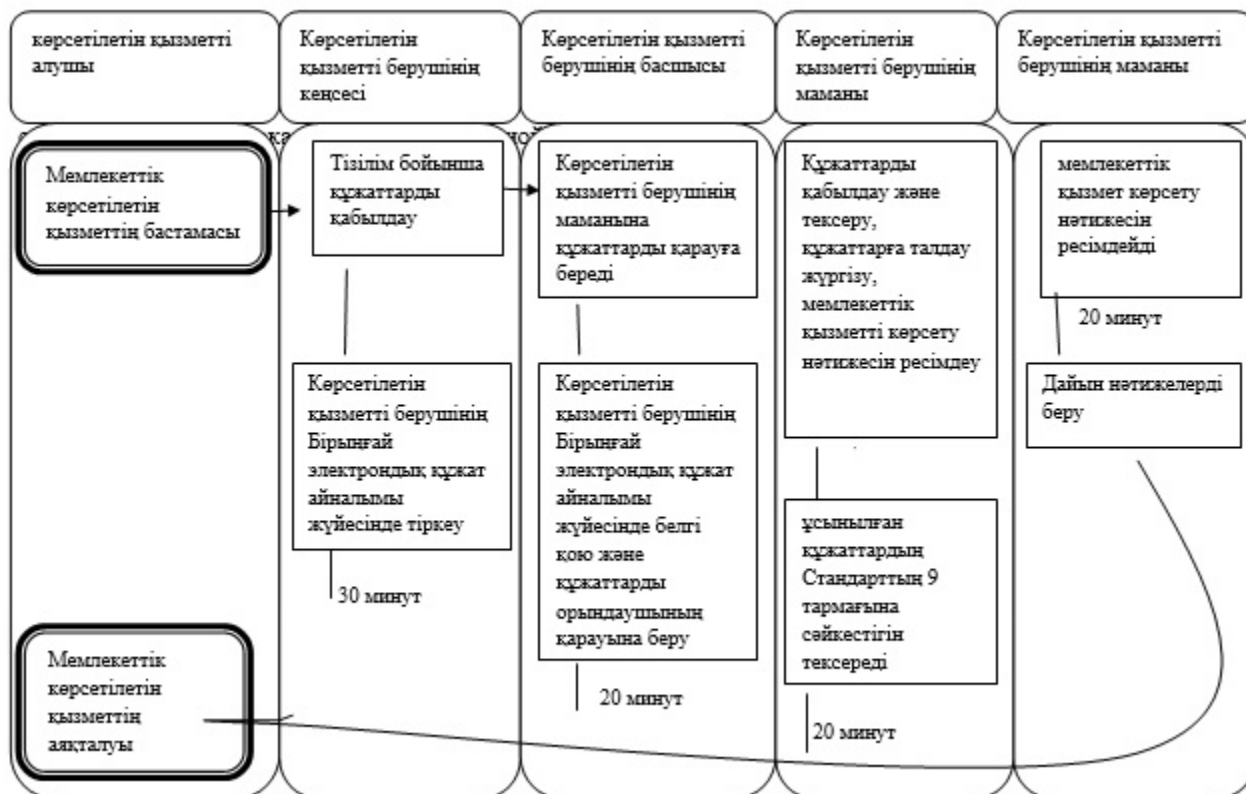 көрсетілетін қызметті
алушы
Көрсетілетін
қызметті берушінің
кеңсесі
Көрсетілетін қызметті
берушінің басшысы
Көрсетілетін
қызметті берушінің
маманы
Көрсетілетін қызметті
берушінің маманы
Мемлекеттік
көрсетілетін
қызметтің бастамасы
Тізілім бойынша
құжаттарды
қабылдау
Көрсетілетін
қызметті берушінің
маманына
құжаттарды қарауға
береді
Құжаттарды
қабылдау және
тексеру,
құжаттарға талдау
жүргізу,
мемлекеттік
қызметті көрсету
нәтижесін ресімдеу
мемлекеттік
қызмет көрсету
нәтижесін
ресімдейді
20 минут
Көрсетілетін
қызметті берушінің
Бірыңғай
электрондық құжат
айналымы
жүйесінде тіркеу
30 минут
Көрсетілетін
қызметті берушінің
Бірыңғай
электрондық құжат
айналымы
жүйесінде белгі
қою және
құжаттарды
орындаушының
қарауына беру
20 минут
ұсынылған
құжаттардың
Стандарттың 9
тармағына
сәйкестігін
тексереді
20 минут
Дайын нәтижелерді
беру
Мемлекеттік
көрсетілетін
қызметтің
аяқталуы